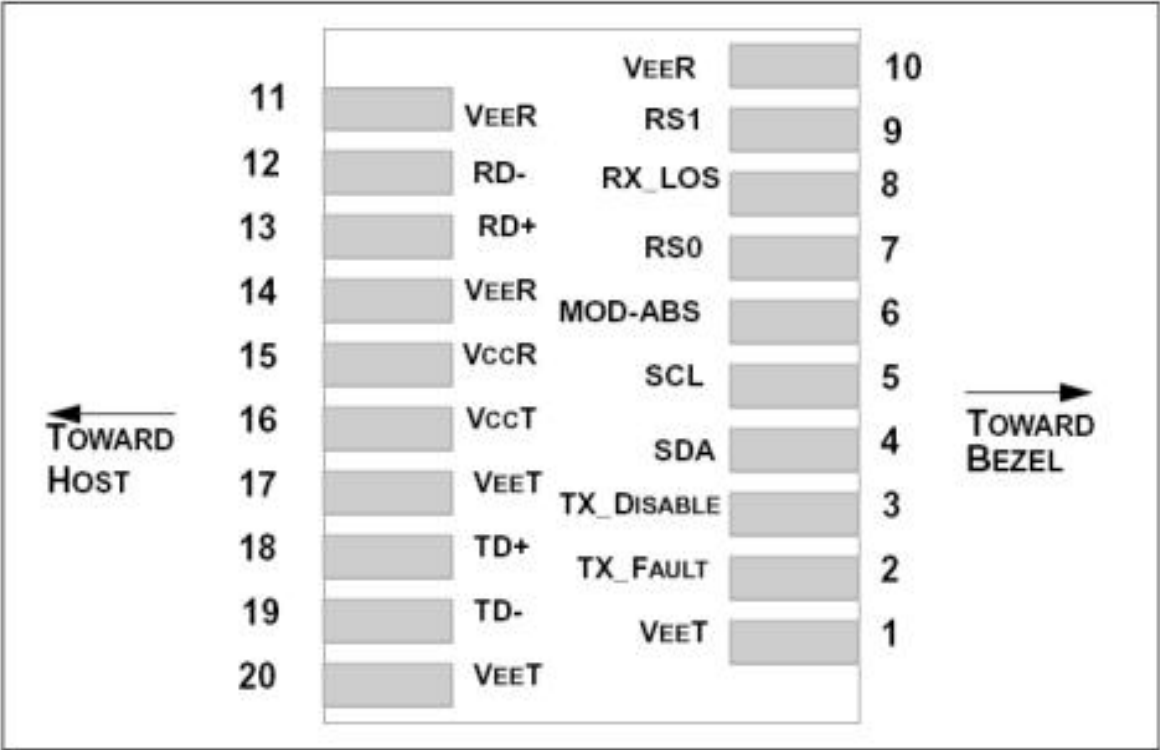 VEER 10
11 VEER
RS1 9
12 RD-
RX_LOS 8
13 RD+
RS0 7
14 VEER
MOD-ABS 6
15 VCCR
SCL 5
16 VCCT
SDA 4
17 VEET
TX_DISABLE 3
18 TD+
TX_FAULT 2
19 TD-
VEET 1
20 VEET
TOWARD
HOST
TOWARD
BEZEL